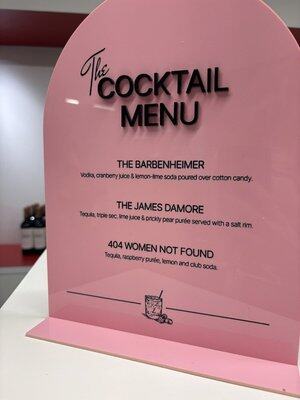 The
COCKTAIL
MENU
THE BARBENHEIMER
Vodka, cranberry juice & lemon-lime soda poured over cotton candy.
THE JAMES DAMORE
Tequila, triple sec, lime juice & prickly pear purée served with a salt rim.
404 WOMEN NOT FOUND
Tequila, raspberry purée, lemon and club soda.